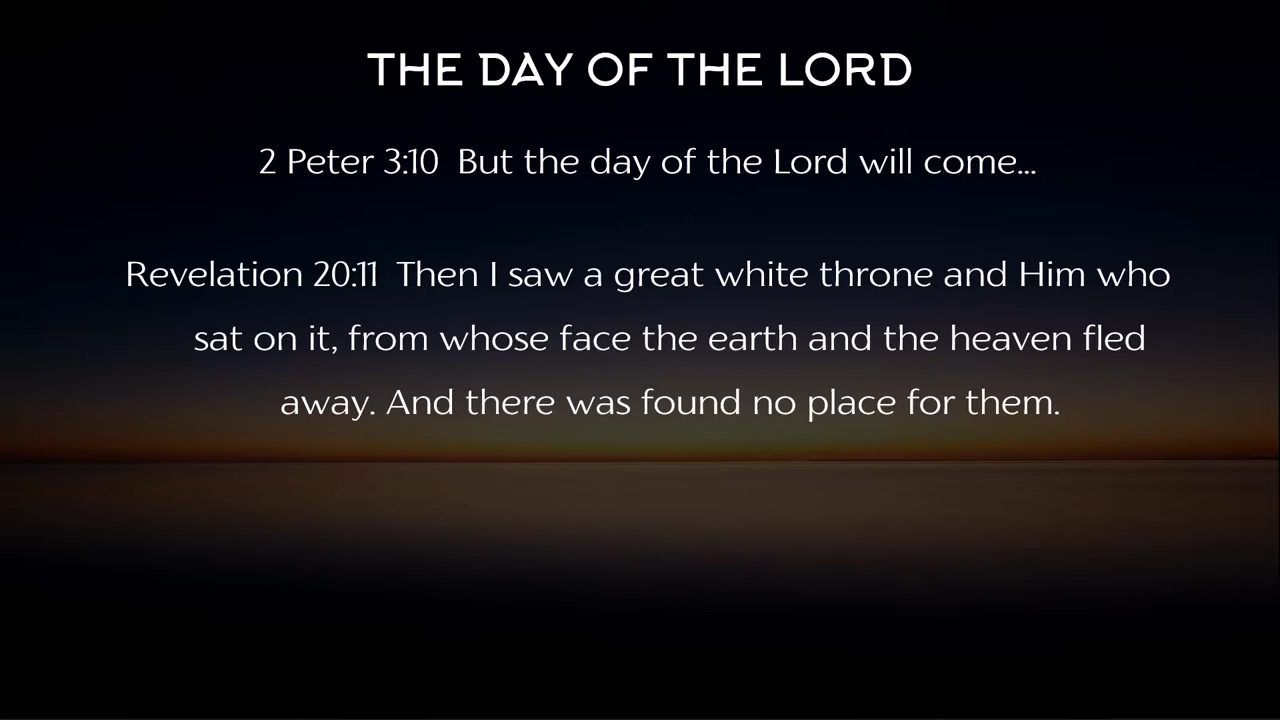 THE DAY OF THE LORD
2 Peter 3:10  But the day of the Lord will come...
Revelation 20:11  Then I saw a great white throne and Him who
sat on it, from whose face the earth and the heaven fled
away. And there was found no place for them.